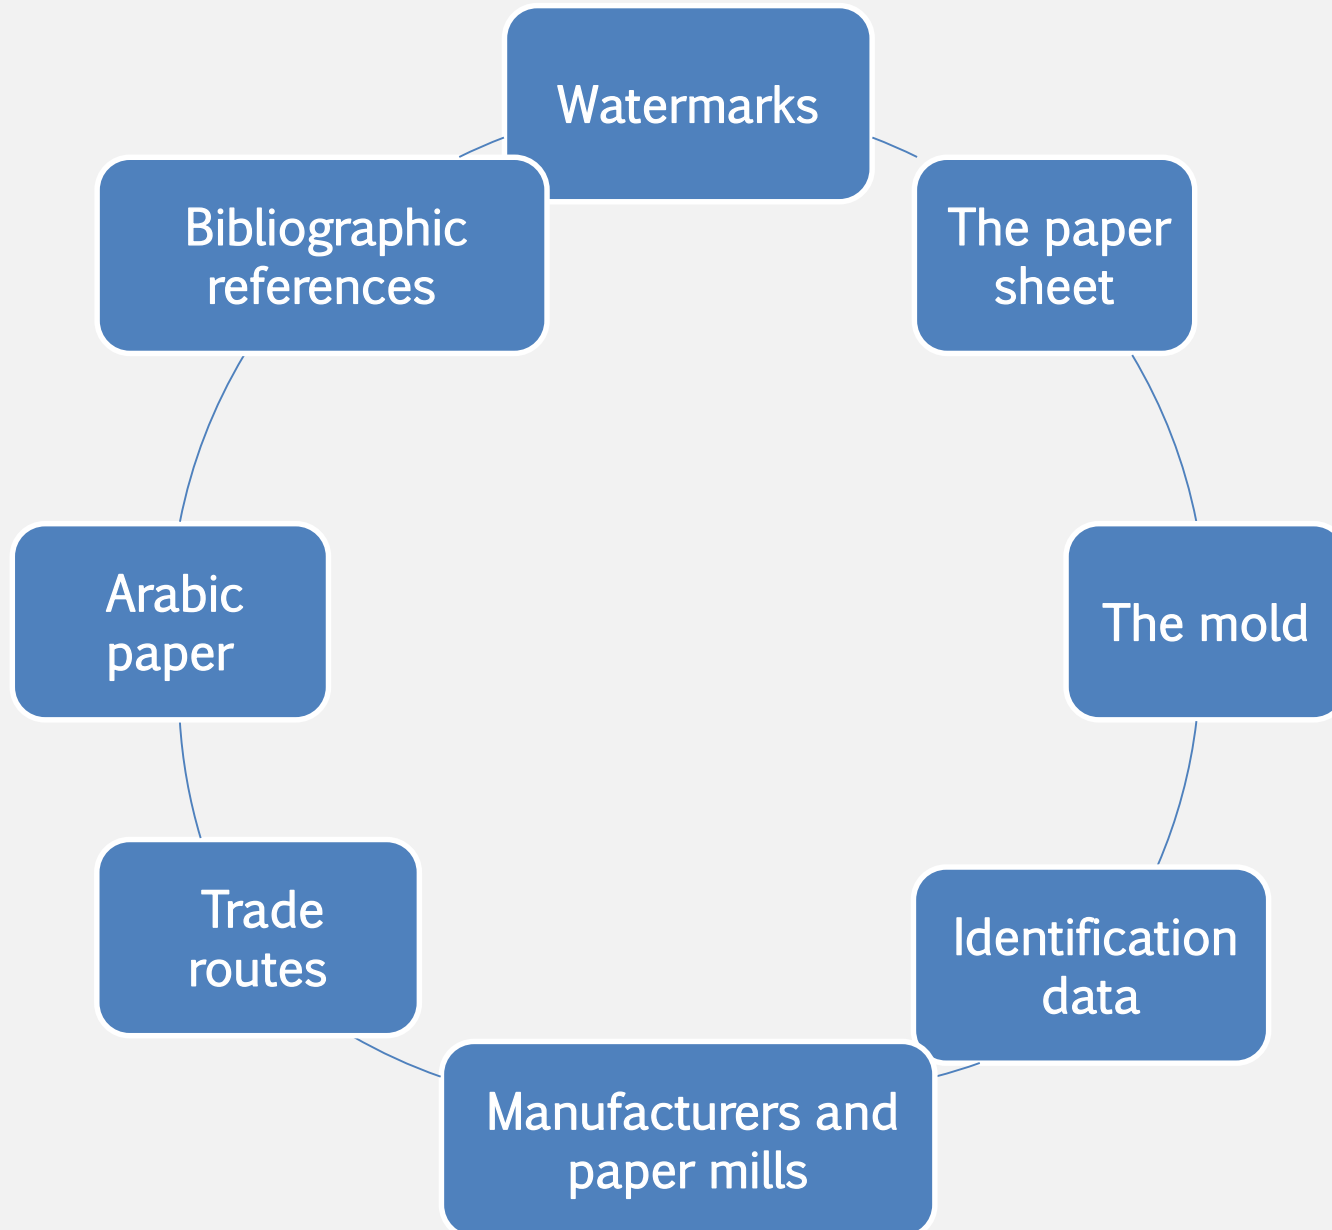 Watermarks
The paper
sheet
The mold
Identification
data
Manufacturers and
paper mills
Trade
routes
Arabic
paper
Bibliographic
references